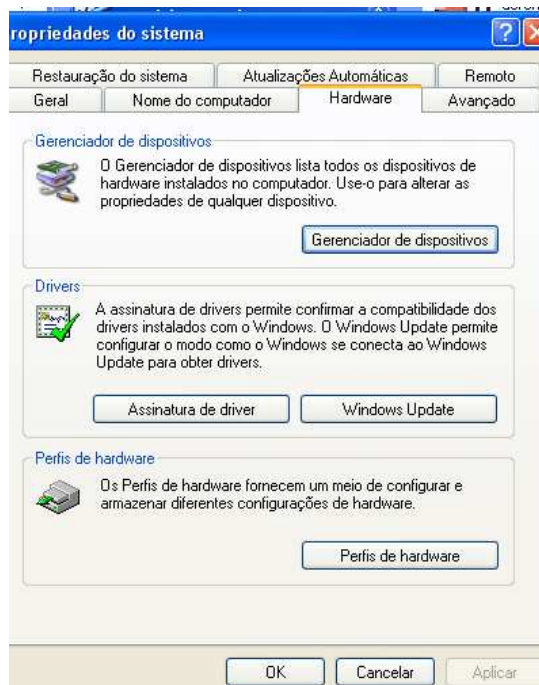 ropriedades do sistema
Restauração do sistema Atualizações Automáticas Remoto
Geral Nome do computador Hardware Avançado
Gerenciador de dispositivos
O Gerenciador de dispositivos lista todos os dispositivos de
hardware instalados no computador. Use-o para alterar as
propriedades de qualquer dispositivo.
Gerenciador de dispositivos
Drivers
A assinatura de drivers permite confirmar a compatibilidade dos
drivers instalados com o Windows. O Windows Update permite
configurar o modo como o Windows se conecta ao Windows
Update para obter drivers.
Assinatura de driver Windows Update
Perfis de hardware
Os Perfis de hardware fornecem um meio de configurar e
armazenar diferentes configurações de hardware.
Perfis de hardware
OK Cancelar Aplicar